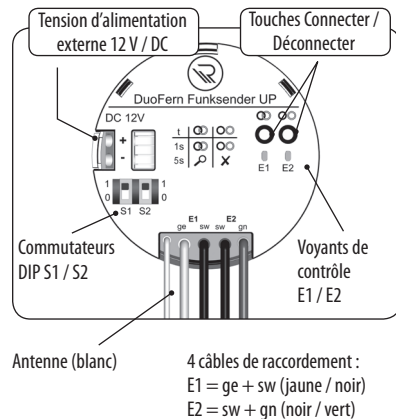 Tension d’alimentation
externe 12 V / DC
Touches Connecter /
Déconnecter
DuoFern Funksender UP
DC 12V
+
-
t
1s
5s
E1 E2
1 1
0 0
S1 S2
E1 E2
ge sw sw gn
Commutateurs
DIP S1 / S2
Voyants de
contrôle
E1 / E2
Antenne (blanc)
4 câbles de raccordement :
E1 = ge + sw (jaune / noir)
E2 = sw + gn (noir / vert)